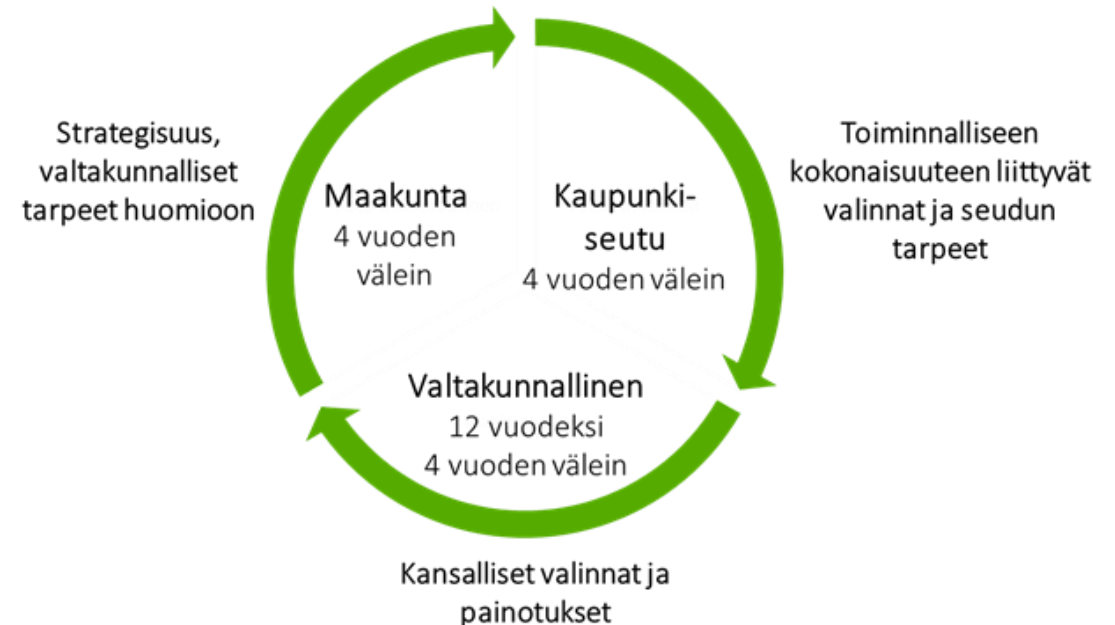 Strategisuus,
valtakunnalliset
tarpeet huomioon
Maakunta
4 vuoden
välein
Kaupunki-
seutu
4 vuoden välein
Toiminnalliseen
kokonaisuuteen liittyvät
valinnat ja seudun
tarpeet
Valtakunnallinen
12 vuodeksi
4 vuoden välein
Kansalliset valinnat ja
painotukset